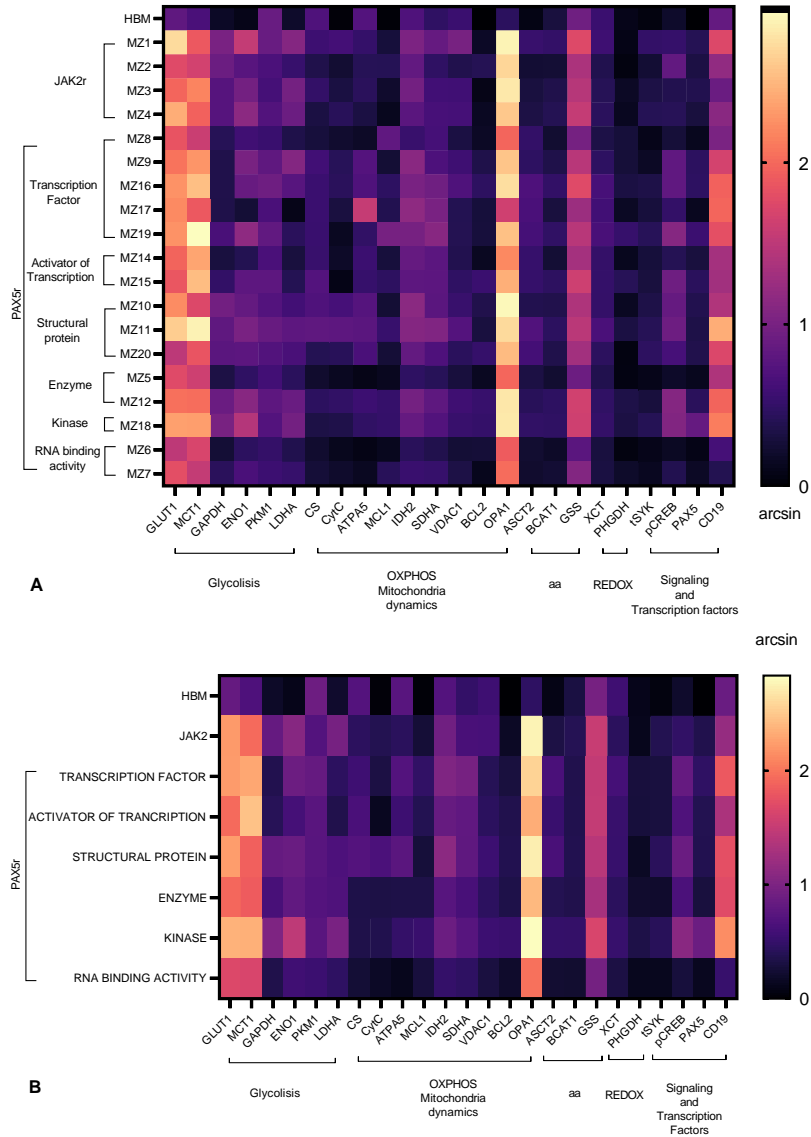 A
HBM
MZ1
MZ2
MZ3
MZ4
MZ8
MZ9
MZ16
MZ17
MZ19
MZ14
MZ15
MZ10
MZ11
MZ20
MZ5
MZ12
MZ18
MZ6
MZ7
JAK2r
Transcription
Factor
Activator of
Transcription
Structural
protein
Enzyme
Kinase
RNA binding
activity
PAX5r
2
1
0
arcsin
GLUT1
MCT1
GAPDH
ENO1
PKM1
LDHA
CS
CytC
ATPA5
MCL1
IDH2
SDHA
VDAC1
BCL2
OPA1
ASCT2
BCAT1
GSS
XCT
PHGDH
tSYK
pCREB
PAX5
CD19
Glycolisis
OXPHOS
Mitochondria
dynamics
aa
REDOX
Signaling
and
Transcription factors
A
arcsin
HBM
JAK2
TRANSCRIPTION FACTOR
ACTIVATOR OF TRANCRIPTION
STRUCTURAL PROTEIN
ENZYME
KINASE
RNA BINDING ACTIVITY
PAX5r
2
1
0
GLUT1
MCT1
GAPDH
ENO1
PKM1
LDHA
CS
CytC
ATPA5
MCL1
IDH2
SDHA
VDAC1
BCL2
OPA1
ASCT2
BCAT1
GSS
XCT
PHGDH
tSYK
pCREB
PAX5
CD19
Glycolisis
OXPHOS
Mitochondria
dynamics
aa
REDOX
Signaling
and
Transcription
Factors
B